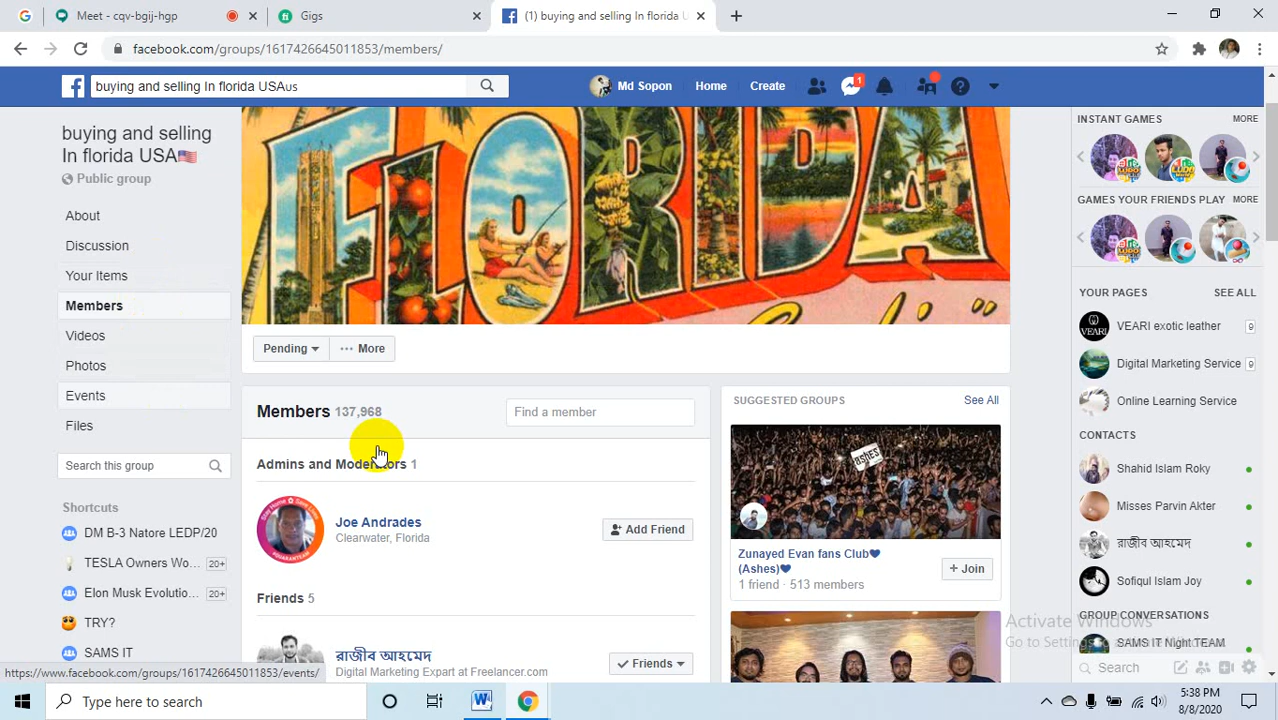 Meet - cqv-bgij-hgp
Gigs
(1) buying and selling In florida US
facebook.com/groups/1617426645011853/members/
buying and selling In florida USAus
Md Sopon
Home
Create
1
buying and selling
In florida USA🇺🇸
Public group
About
Discussion
Your Items
Members
Videos
Photos
Events
Files
Search this group
Shortcuts
DM B-3 Natore LEDP/20
TESLA Owners Wo... 20+
Elon Musk Evolutio... 20+
TRY?
SAMS IT
FLORIDA
Pending
... More
Members 137,968
Find a member
Admins and Moderators 1
Joe Andrades
Clearwater, Florida
Add Friend
Friends 5
রাজীব আহমেদ
Digital Marketing Expart at Freelancer.com
Friends
SUGGESTED GROUPS
See All
ashes
Zunayed Evan fans Club🖤
(Ashes)🖤
1 friend · 513 members
+ Join
INSTANT GAMES MORE
GAMES YOUR FRIENDS PLAY MORE
YOUR PAGES SEE ALL
VEARI exotic leather 9
Digital Marketing Service 9
Online Learning Service
CONTACTS
Shahid Islam Roky
Misses Parvin Akter
রাজীব আহমেদ
Sofiqul Islam Joy
GROUP CONVERSATIONS
SAMS IT Night TEAM
Activate Windows
Search
https://www.facebook.com/groups/1617426645011853/events/
Type here to search
5:38 PM
8/8/2020